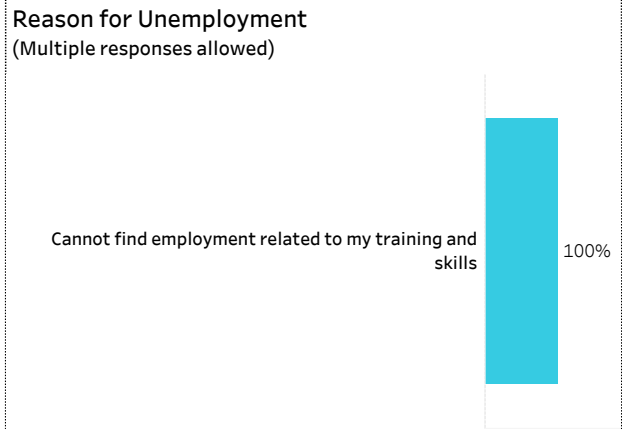 Reason for Unemployment
(Multiple responses allowed)
Cannot find employment related to my training and
skills
100%